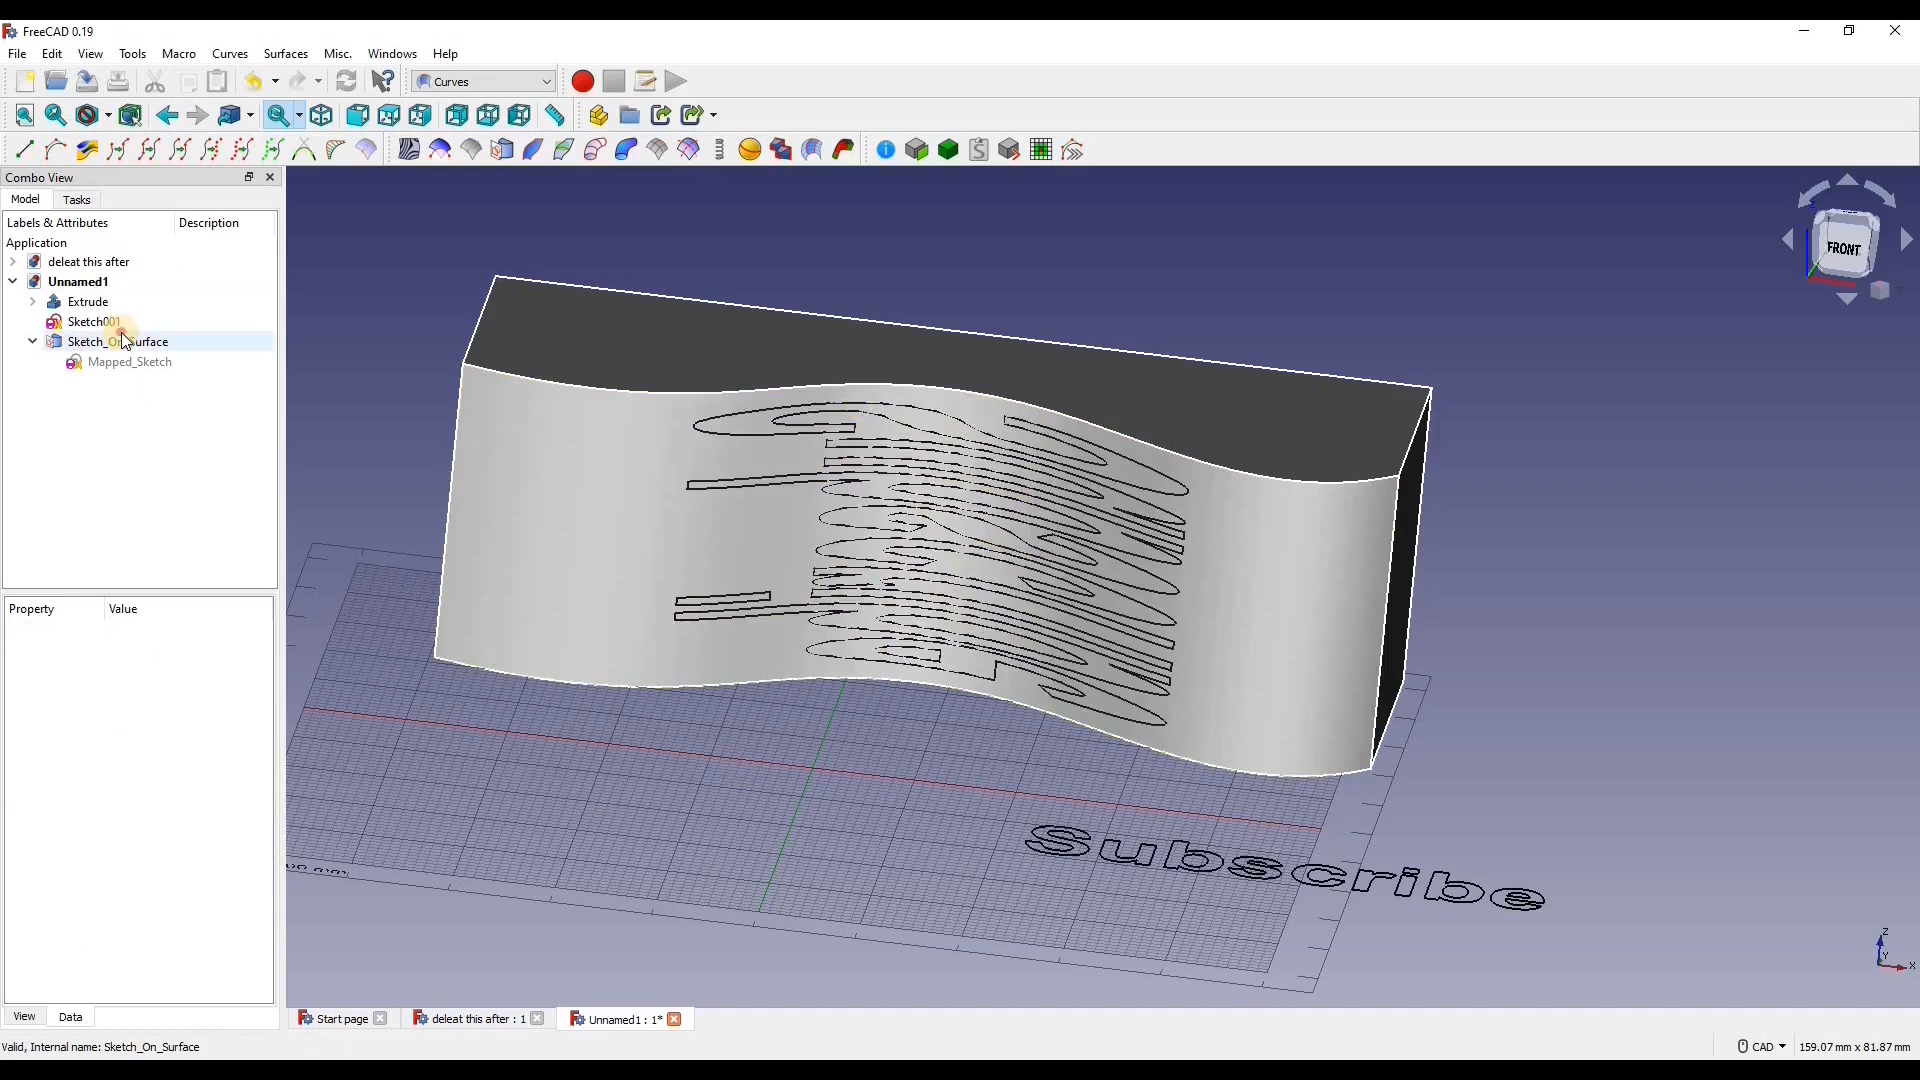 FreeCAD 0.19
File Edit View Tools Macro Curves Surfaces Misc. Windows Help
Curves
Combo View
Model Tasks
Labels & Attributes Description
Application
deleat this after
Unnamed1
Extrude
Sketch001
Sketch_On_Surface
Mapped_Sketch
Property Value
View Data
FRONT
Z
Subscribe
Z
Y
X
Start page
deleat this after : 1
Unnamed1 : 1*
Valid, Internal name: Sketch_On_Surface
CAD
159.07 mm x 81.87 mm